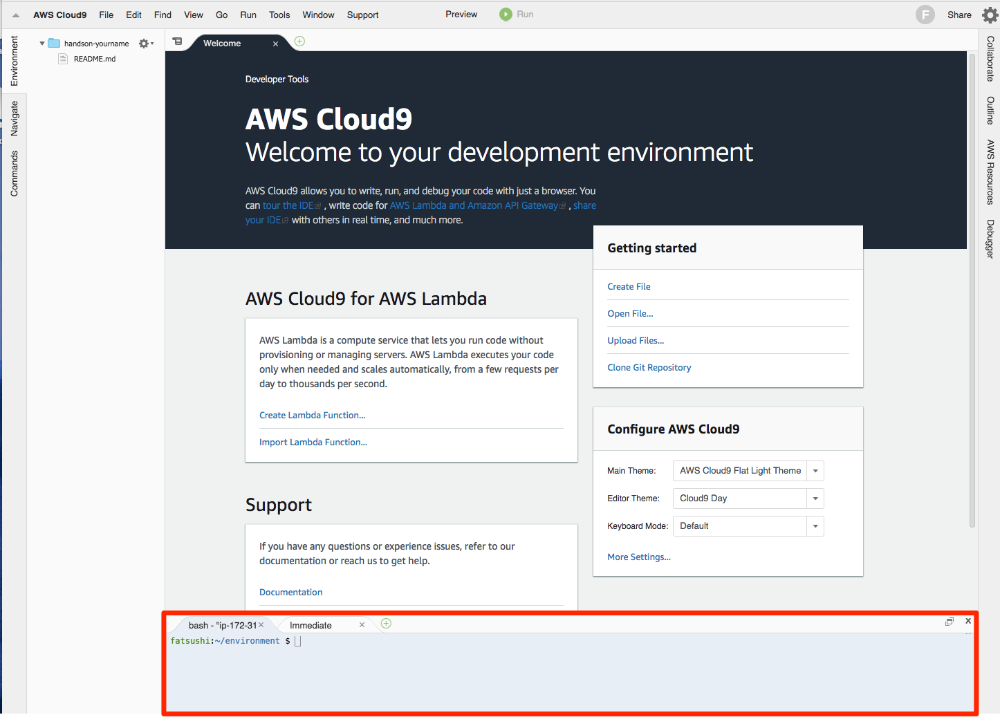 AWS Cloud9 File Edit Find View Go Run Tools Window Support Preview Run F Share
Environment
Navigate
Commands
handson-yourname
README.md
Welcome
Developer Tools
AWS Cloud9
Welcome to your development environment
AWS Cloud9 allows you to write, run, and debug your code with just a browser. You
can tour the IDE , write code for AWS Lambda and Amazon API Gateway , share
your IDE with others in real time, and much more.
AWS Cloud9 for AWS Lambda
AWS Lambda is a compute service that lets you run code without
provisioning or managing servers. AWS Lambda executes your code
only when needed and scales automatically, from a few requests per
day to thousands per second.
Create Lambda Function...
Import Lambda Function...
Support
If you have any questions or experience issues, refer to our
documentation or reach us to get help.
Documentation
Getting started
Create File
Open File...
Upload Files...
Clone Git Repository
Configure AWS Cloud9
Main Theme: AWS Cloud9 Flat Light Theme
Editor Theme: Cloud9 Day
Keyboard Mode: Default
More Settings...
Collaborate
Outline
AWS Resources
Debugger
bash - "ip-172-31 Immediate
fatsushi:~/environment $